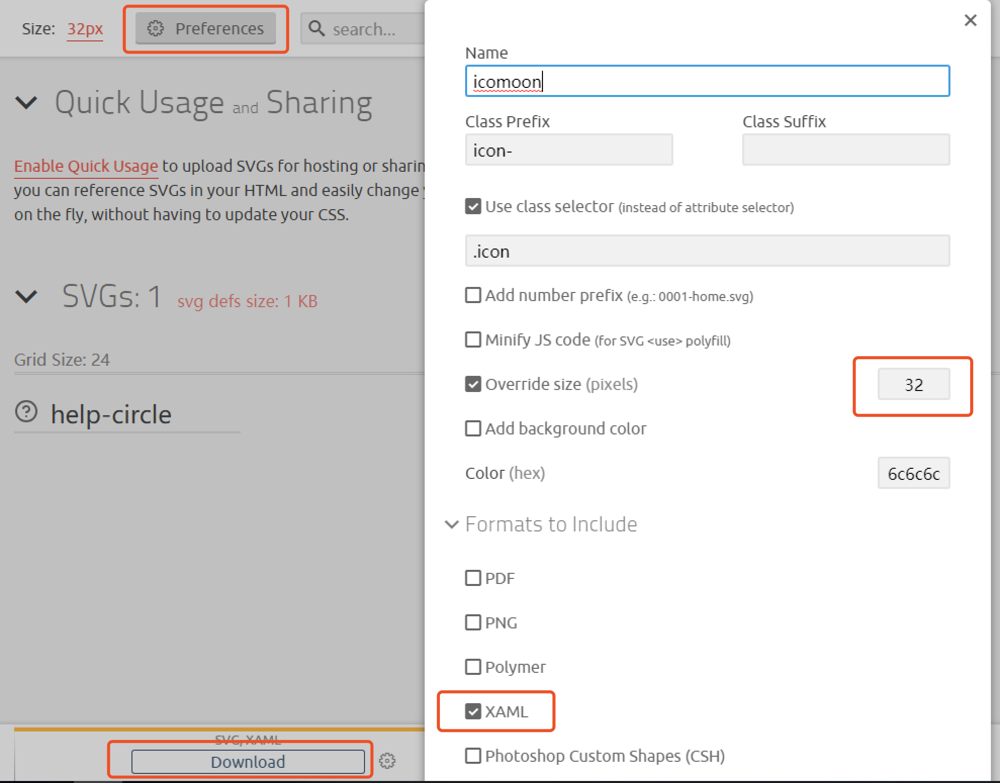 Size: 32px
Preferences
search...
Quick Usage and Sharing
Enable Quick Usage to upload SVGs for hosting or sharin
you can reference SVGs in your HTML and easily change
on the fly, without having to update your CSS.
SVGs: 1 svg defs size: 1 KB
Grid Size: 24
help-circle
SVG, XAML
Download
Name
icomoon
Class Prefix
Class Suffix
icon-
Use class selector (instead of attribute selector)
.icon
Add number prefix (e.g.: 0001-home.svg)
Minify JS code (for SVG <use> polyfill)
Override size (pixels)
32
Add background color
Color (hex)
6c6c6c
Formats to Include
PDF
PNG
Polymer
XAML
Photoshop Custom Shapes (CSH)